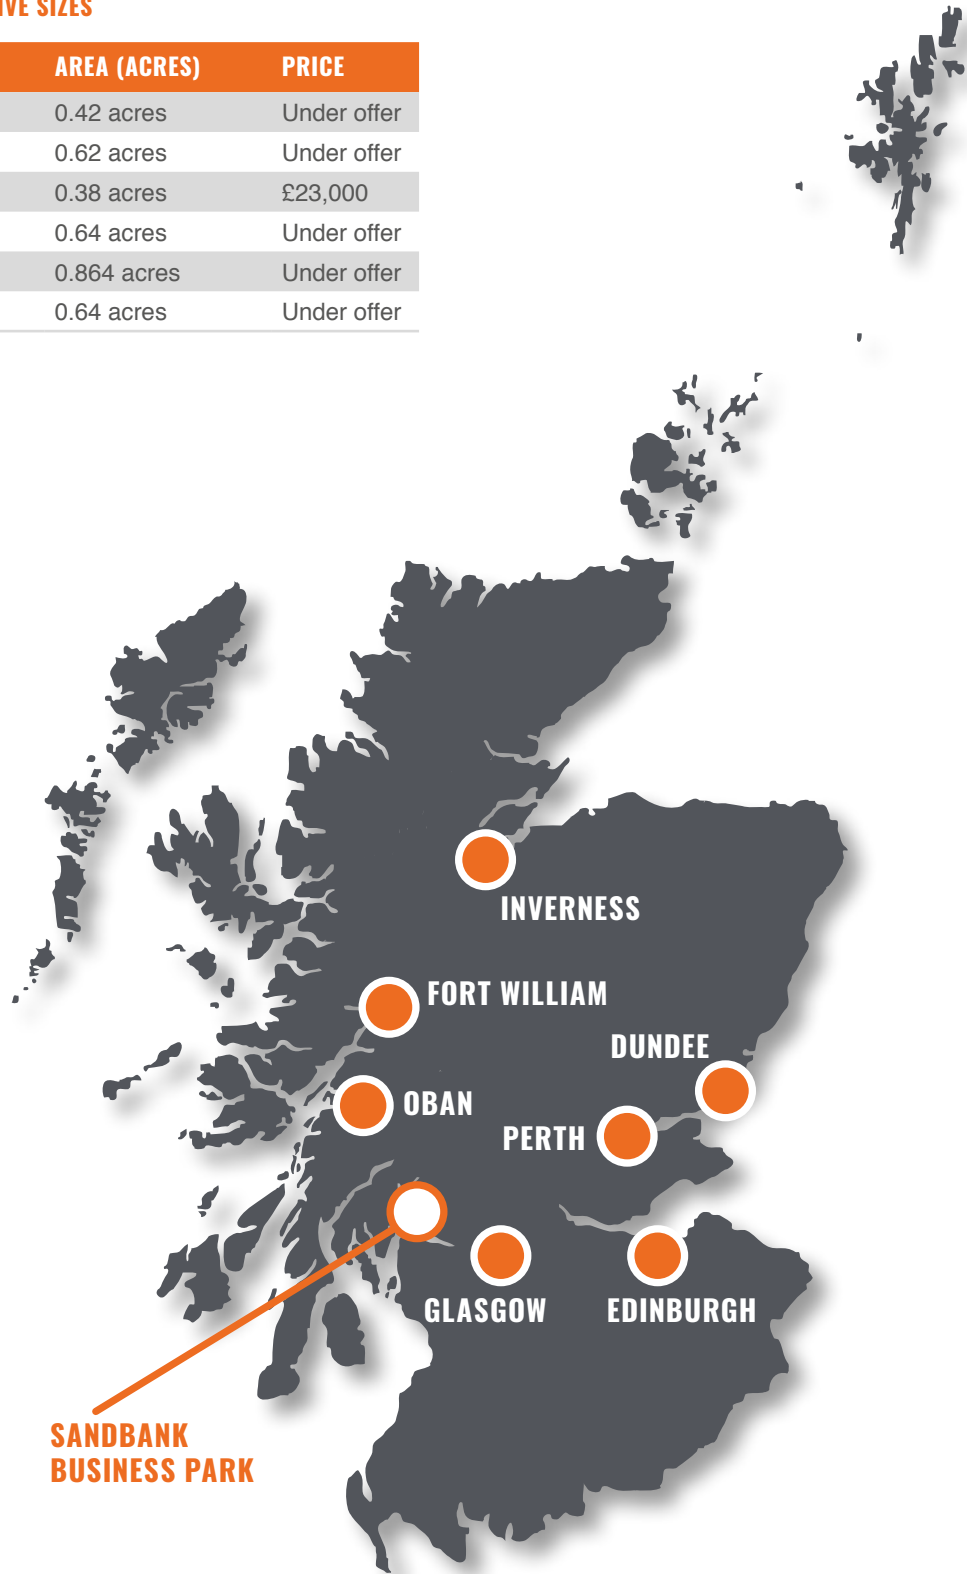 SIZES
AREA (ACRES) PRICE
0.42 acres Under offer
0.62 acres Under offer
0.38 acres £23,000
0.64 acres Under offer
0.864 acres Under offer
0.64 acres Under offer
INVERNESS
FORT WILLIAM
DUNDEE
OBAN
PERTH
GLASGOW EDINBURGH
SANDBANK
BUSINESS PARK